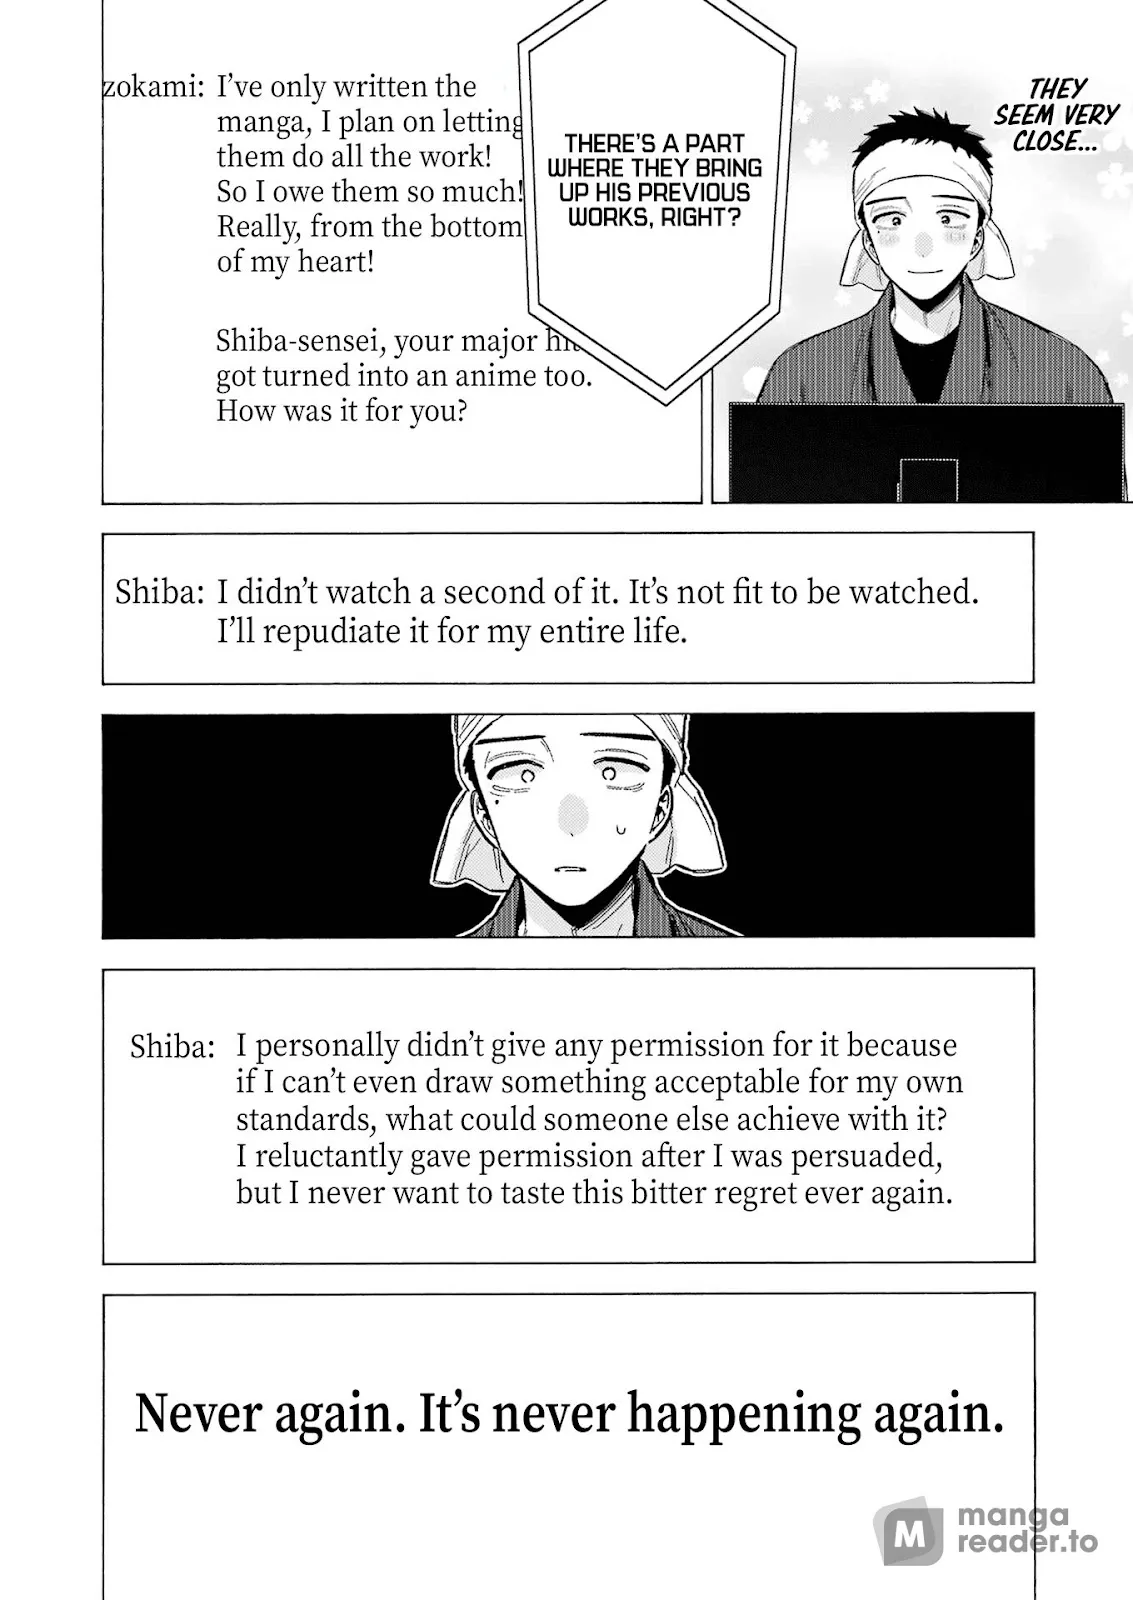 THEY
SEEM VERY
CLOSE...
THERE'S A PART
WHERE THEY BRING
UP HIS PREVIOUS
WORKS, RIGHT?
zokami: I've only written the
manga, I plan on letting
them do all the work!
So I owe them so much!
Really, from the bottom
of my heart!
Shiba-sensei, your major hit
got turned into an anime too.
How was it for you?
Shiba: I didn't watch a second of it. It's not fit to be watched.
I'll repudiate it for my entire life.
Shiba: I personally didn't give any permission for it because
if I can't even draw something acceptable for my own
standards, what could someone else achieve with it?
I reluctantly gave permission after I was persuaded,
but I never want to taste this bitter regret ever again.
Never again. It's never happening again.
M manga
reader.to